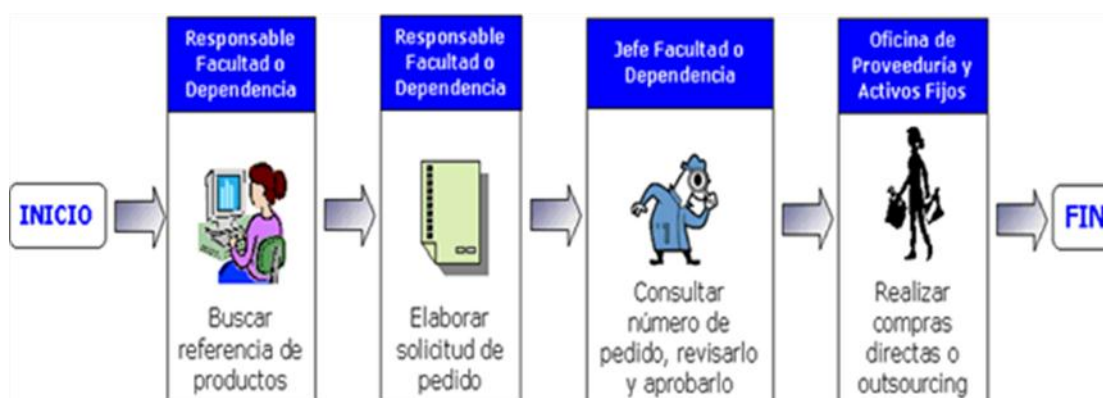 INICIO
Responsable
Facultad o
Dependencia
Buscar
referencia de
productos
Responsable
Facultad o
Dependencia
Elaborar
solicitud de
pedido
Jefe Facultad o
Dependencia
Consultar
número de
pedido, revisarlo
y aprobarlo
Oficina de
Proveeduría y
Activos Fijos
Realizar
compras
directas o
outsourcing
FIN